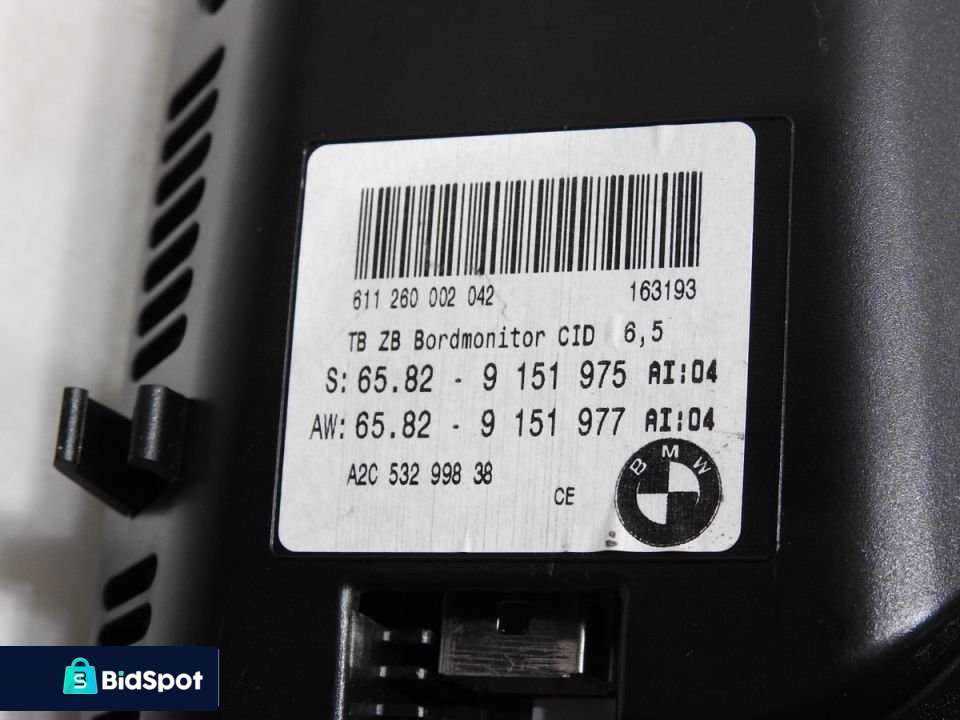 611 260 002 042 163193
TB ZB Bordmonitor CID 6,5
S: 65.82 - 9 151 975 AI:04
AW: 65.82 - 9 151 977 AI:04
A2C 532 998 38
CE
BMW
BidSpot